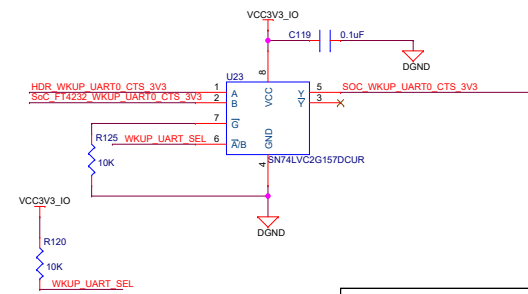 VCC3V3_IO
C119 0.1uF
DGND
U23
8
HDR_WKUP_UART0_CTS_3V3 1 A VCC Y 5 SOC_WKUP_UART0_CTS_3V3
SoC_FT4232_WKUP_UART0_CTS_3V3 2 B Y 3
7 G
R125 WKUP_UART_SEL 6 A/B GND
10K
SN74LVC2G157DCUR
4
VCC3V3_IO
DGND
R120
10K
WKUP_UART_SEL